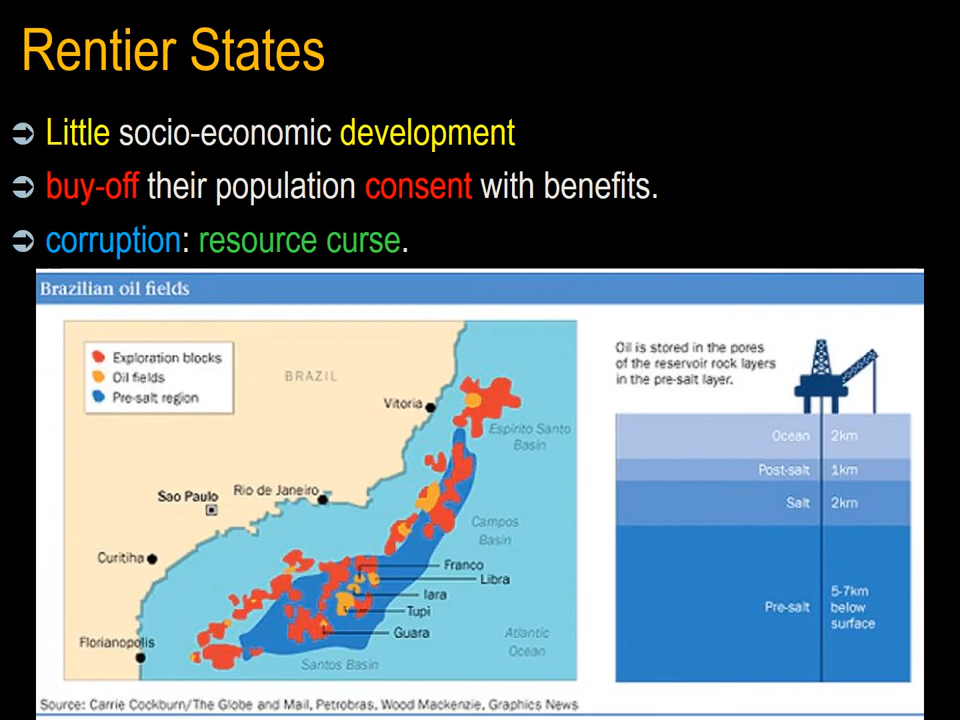 Rentier States
Little socio-economic development
buy-off their population consent with benefits.
corruption: resource curse.
Brazilian oil fields
Exploration blocks
Oil fields
Pre-salt region
BRAZIL
Vitoria
Espirito Santo
Basin
Sao Paulo
Rio de Janeiro
Campos
Basin
Curitiba
Franco
Libra
Iara
Tupi
Guara
Florianopolis
Atlantic
Ocean
Santos Basin
Oil is stored in the pores
of the reservoir rock layers
in the pre-salt layer.
Ocean 2km
Post-salt 1km
Salt 2km
Pre-salt
5-7km
below
surface
Source: Carrie Cockburn/The Globe and Mail, Petrobras, Wood Mackenzie, Graphics News